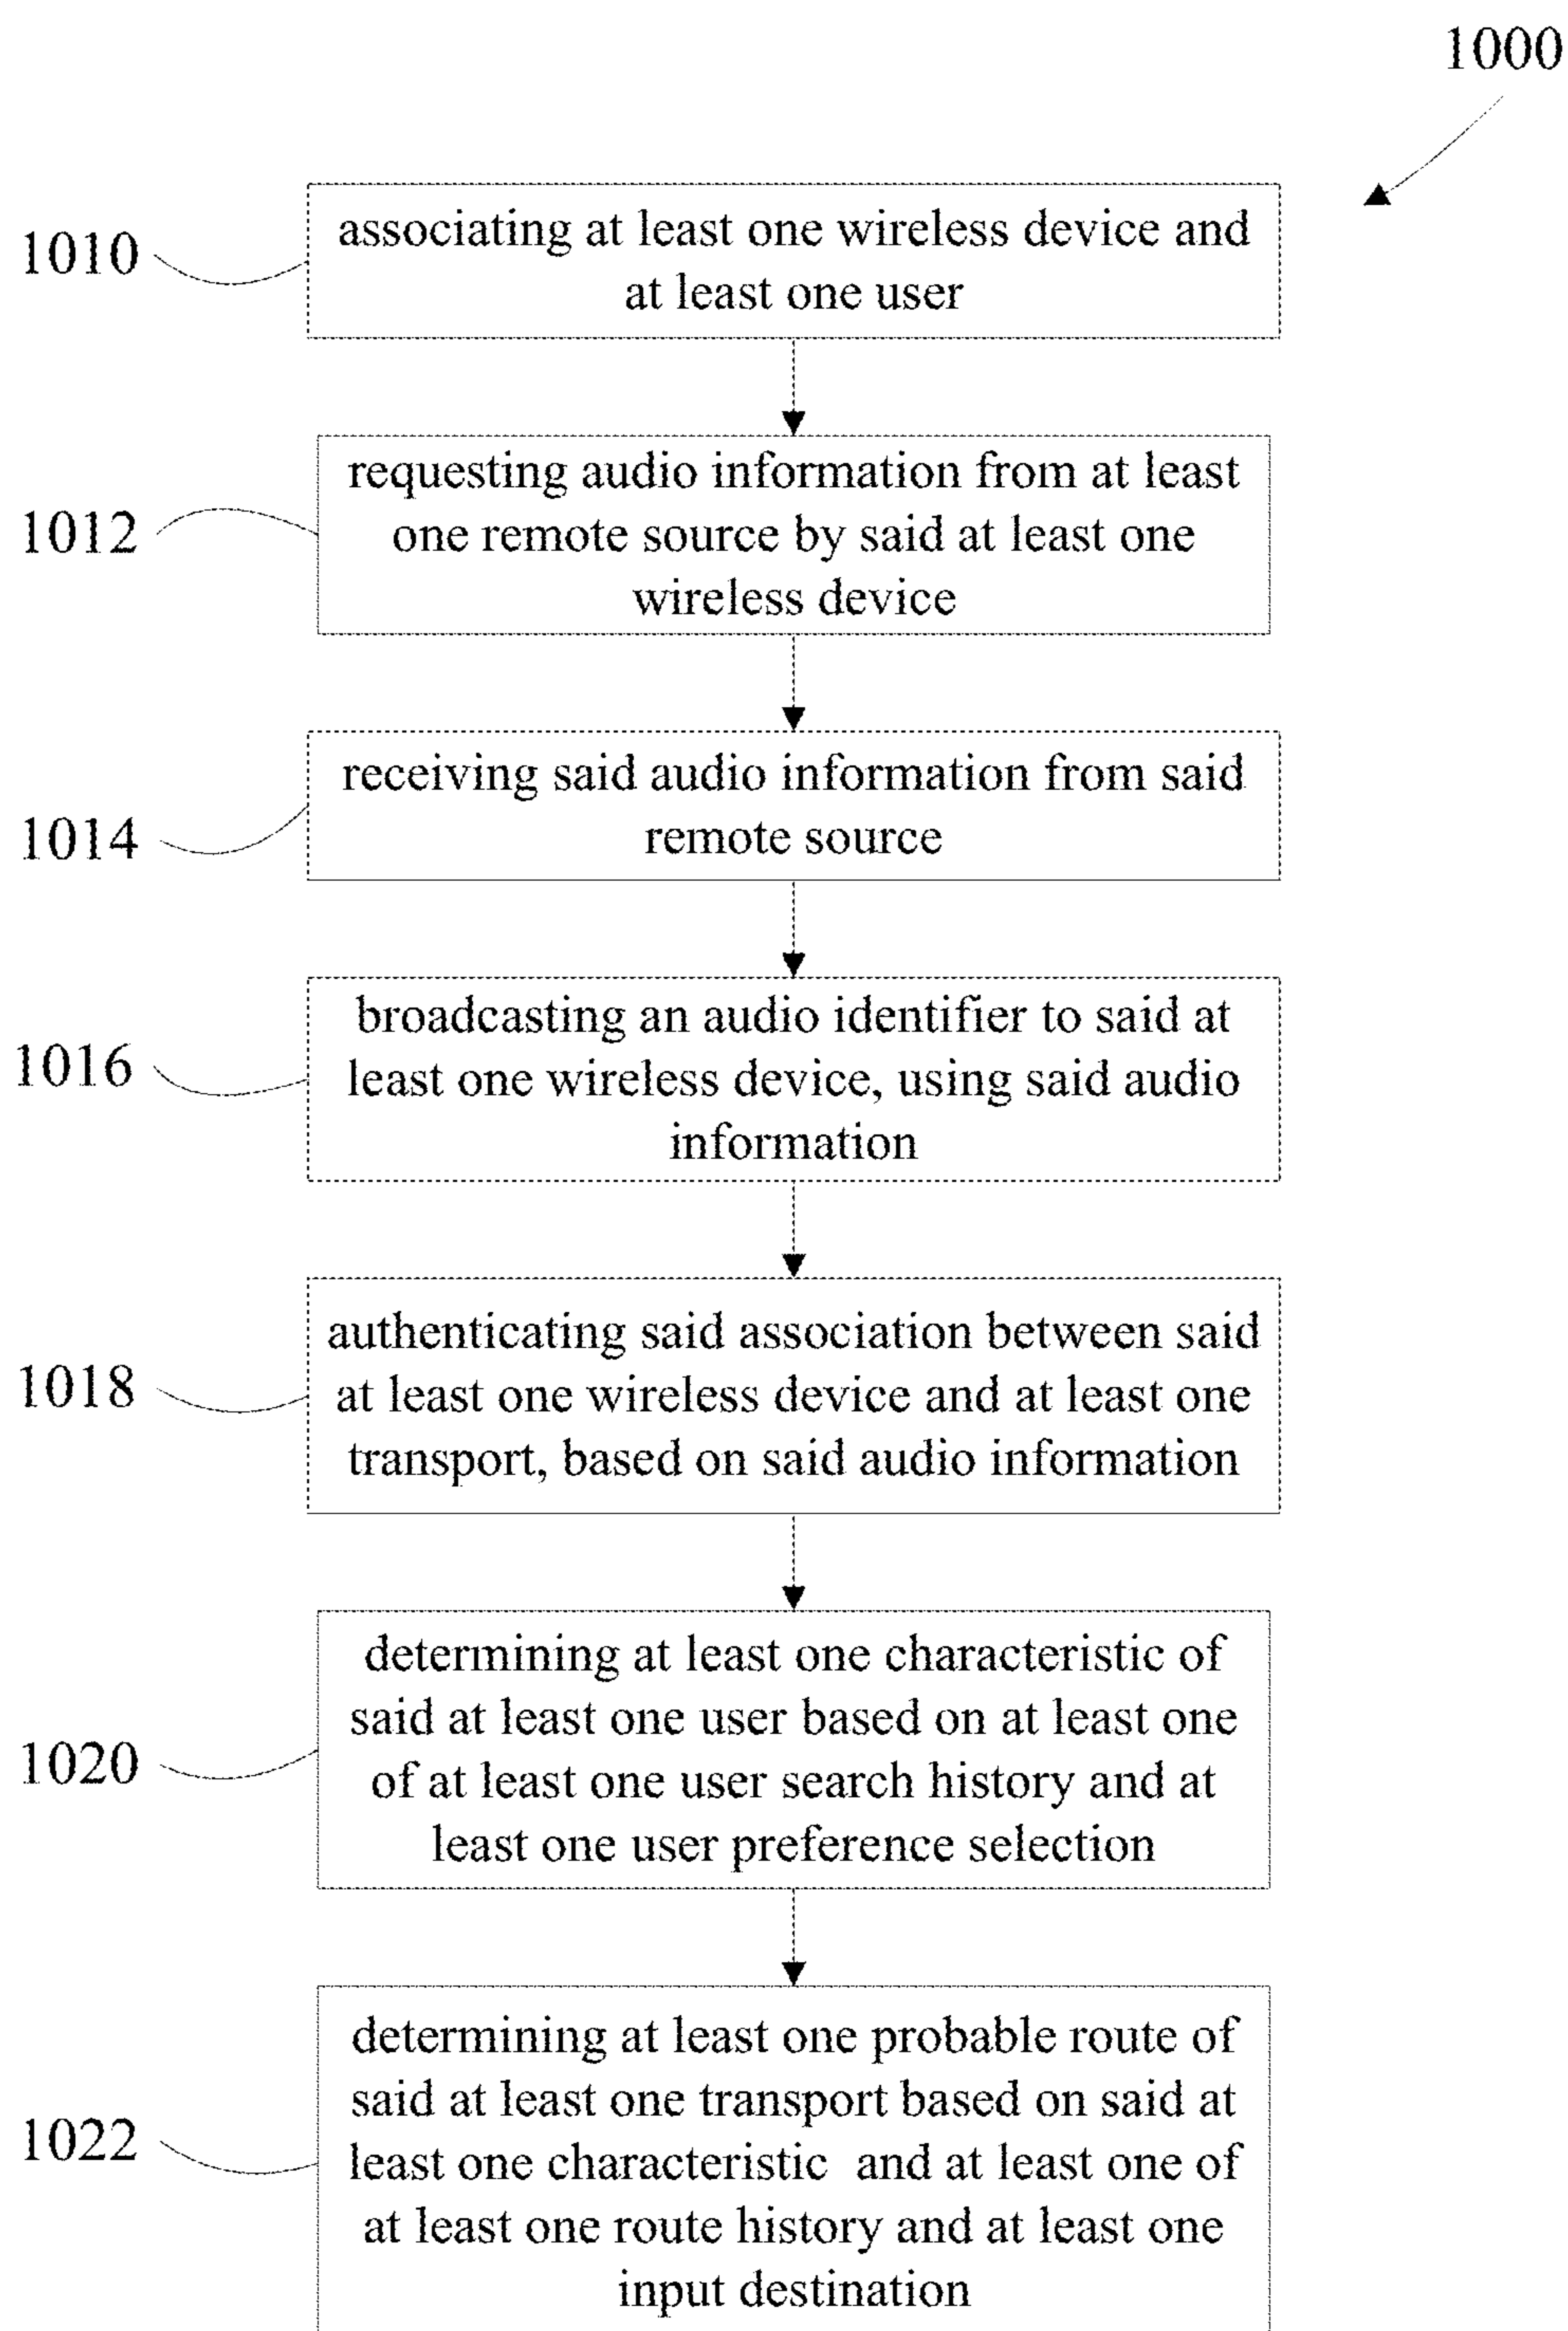 1000
1010
associating at least one wireless device and
at least one user
1012
requesting audio information from at least
one remote source by said at least one
wireless device
1014
receiving said audio information from said
remote source
1016
broadcasting an audio identifier to said at
least one wireless device, using said audio
information
1018
authenticating said association between said
at least one wireless device and at least one
transport, based on said audio information
1020
determining at least one characteristic of
said at least one user based on at least one
of at least one user search history and at
least one user preference selection
1022
determining at least one probable route of
said at least one transport based on said at
least one characteristic and at least one of
at least one route history and at least one
input destination